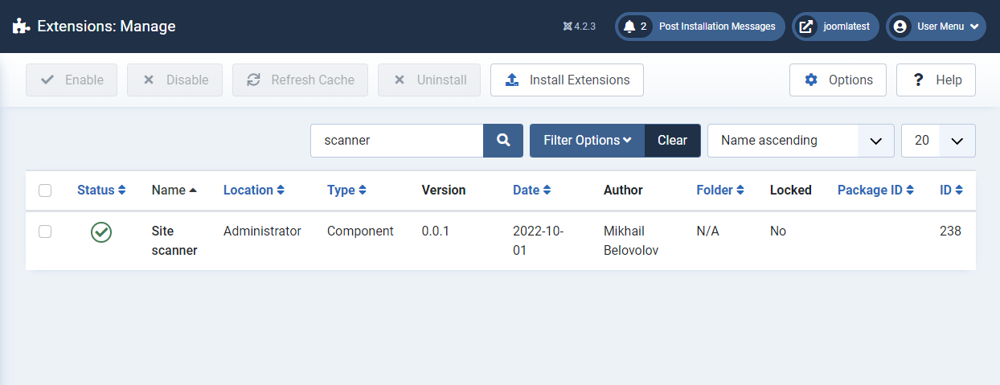 Extensions: Manage
4.2.3
2 Post Installation Messages
joomlatest
User Menu
Enable
Disable
Refresh Cache
Uninstall
Install Extensions
Options
? Help
scanner
Filter Options
Clear
Name ascending
20
Status Name Location Type Version Date Author Folder Locked Package ID ID
Site Administrator Component 0.0.1 2022-10- Mikhail N/A No 238
scanner 01 Belovolov